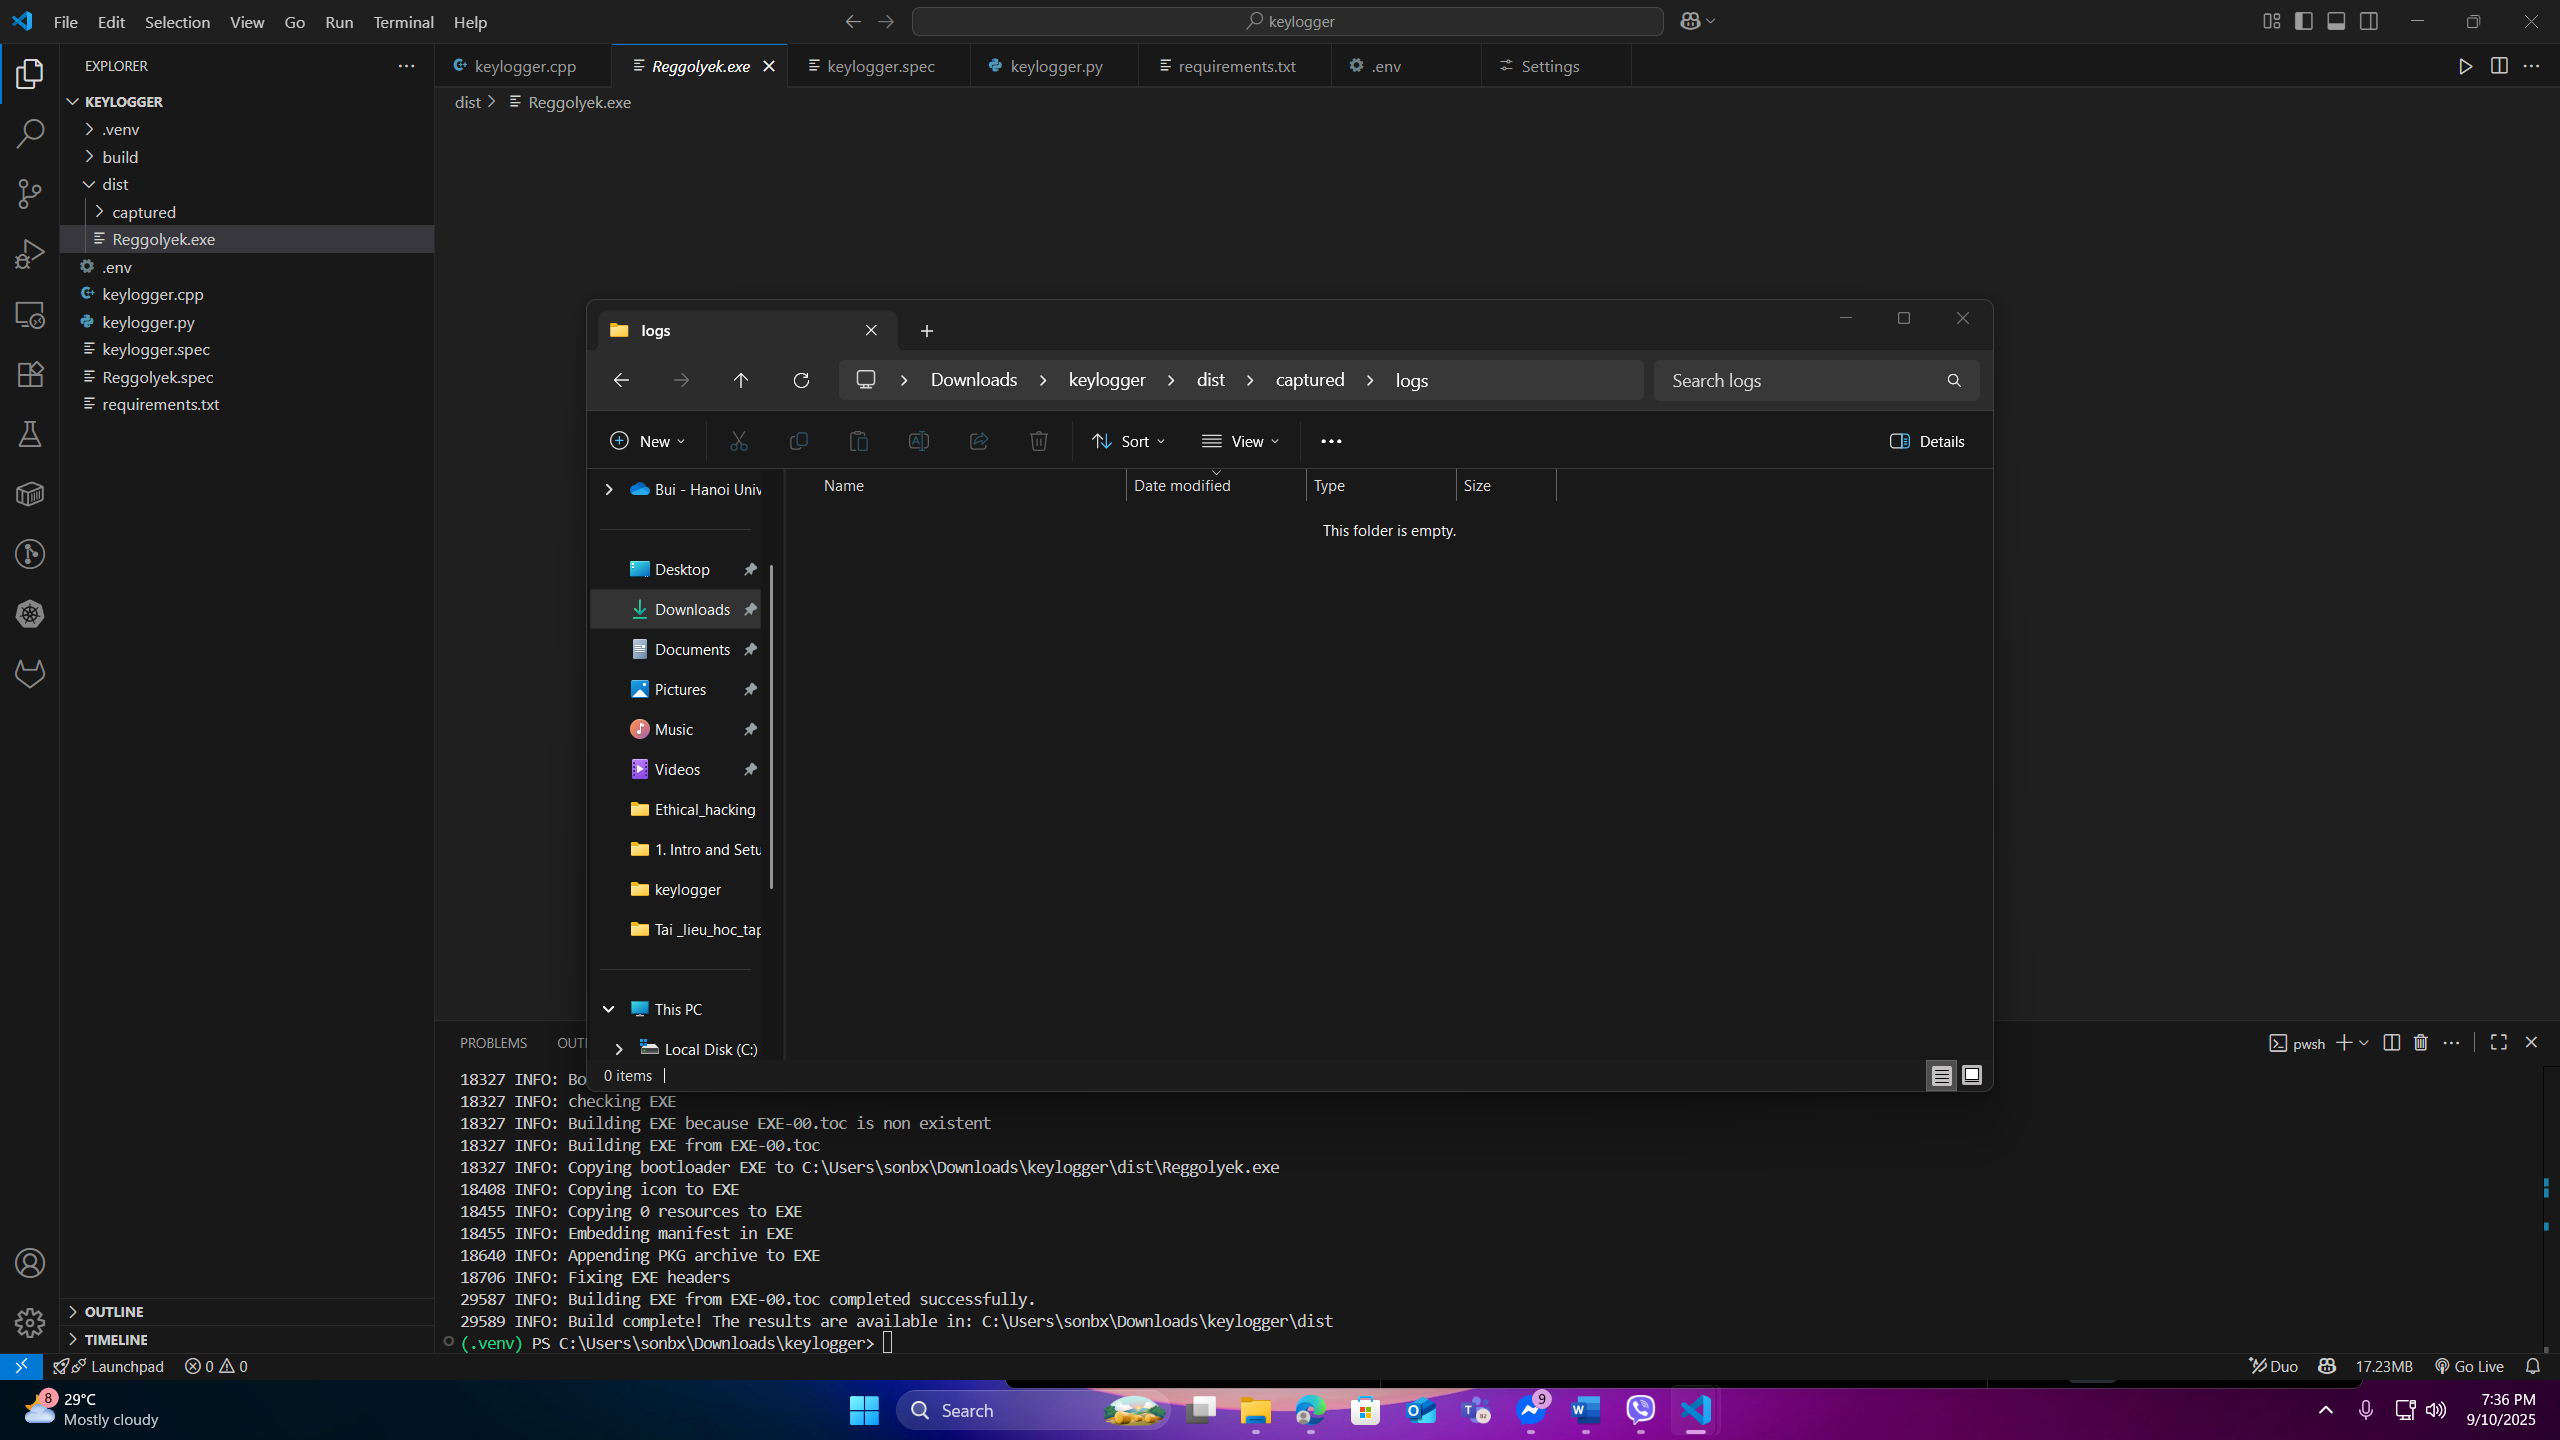 File Edit Selection View Go Run Terminal Help
keylogger
EXPLORER
keylogger.cpp
Reggolyek.exe
keylogger.spec
keylogger.py
requirements.txt
.env
Settings
dist > Reggolyek.exe
KEYLOGGER
.venv
build
dist
captured
Reggolyek.exe
.env
keylogger.cpp
keylogger.py
keylogger.spec
Reggolyek.spec
requirements.txt
OUTLINE
TIMELINE
logs
Downloads > keylogger > dist > captured > logs
Search logs
New
Sort
View
Details
Name Date modified Type Size
This folder is empty.
Bui - Hanoi Univ
Desktop
Downloads
Documents
Pictures
Music
Videos
Ethical_hacking
1. Intro and Setu
keylogger
Tai _lieu_hoc_tap
This PC
Local Disk (C:)
0 items
PROBLEMS OUT
pwsh
18327 INFO: Bo
18327 INFO: checking EXE
18327 INFO: Building EXE because EXE-00.toc is non existent
18327 INFO: Building EXE from EXE-00.toc
18327 INFO: Copying bootloader EXE to C:\Users\sonbx\Downloads\keylogger\dist\Reggolyek.exe
18408 INFO: Copying icon to EXE
18455 INFO: Copying 0 resources to EXE
18455 INFO: Embedding manifest in EXE
18640 INFO: Appending PKG archive to EXE
18706 INFO: Fixing EXE headers
29587 INFO: Building EXE from EXE-00.toc completed successfully.
29589 INFO: Build complete! The results are available in: C:\Users\sonbx\Downloads\keylogger\dist
(.venv) PS C:\Users\sonbx\Downloads\keylogger>
Launchpad 0 0
Duo 17.23MB Go Live
8
29°C
Mostly cloudy
Search
9
7:36 PM
9/10/2025